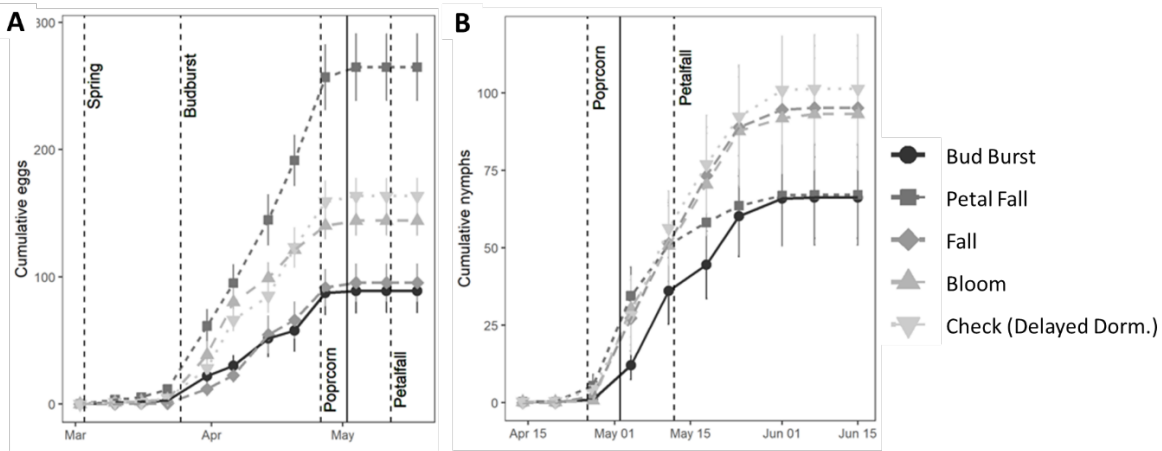 A
300
200
100
0
Cumulative eggs
Spring
Budburst
Poprcorn
Petalfall
Mar
Apr
May
B
100
75
50
25
0
Cumulative nymphs
Poprcorn
Petalfall
Apr 15
May 01
May 15
Jun 01
Jun 15
Bud Burst
Petal Fall
Fall
Bloom
Check (Delayed Dorm.)